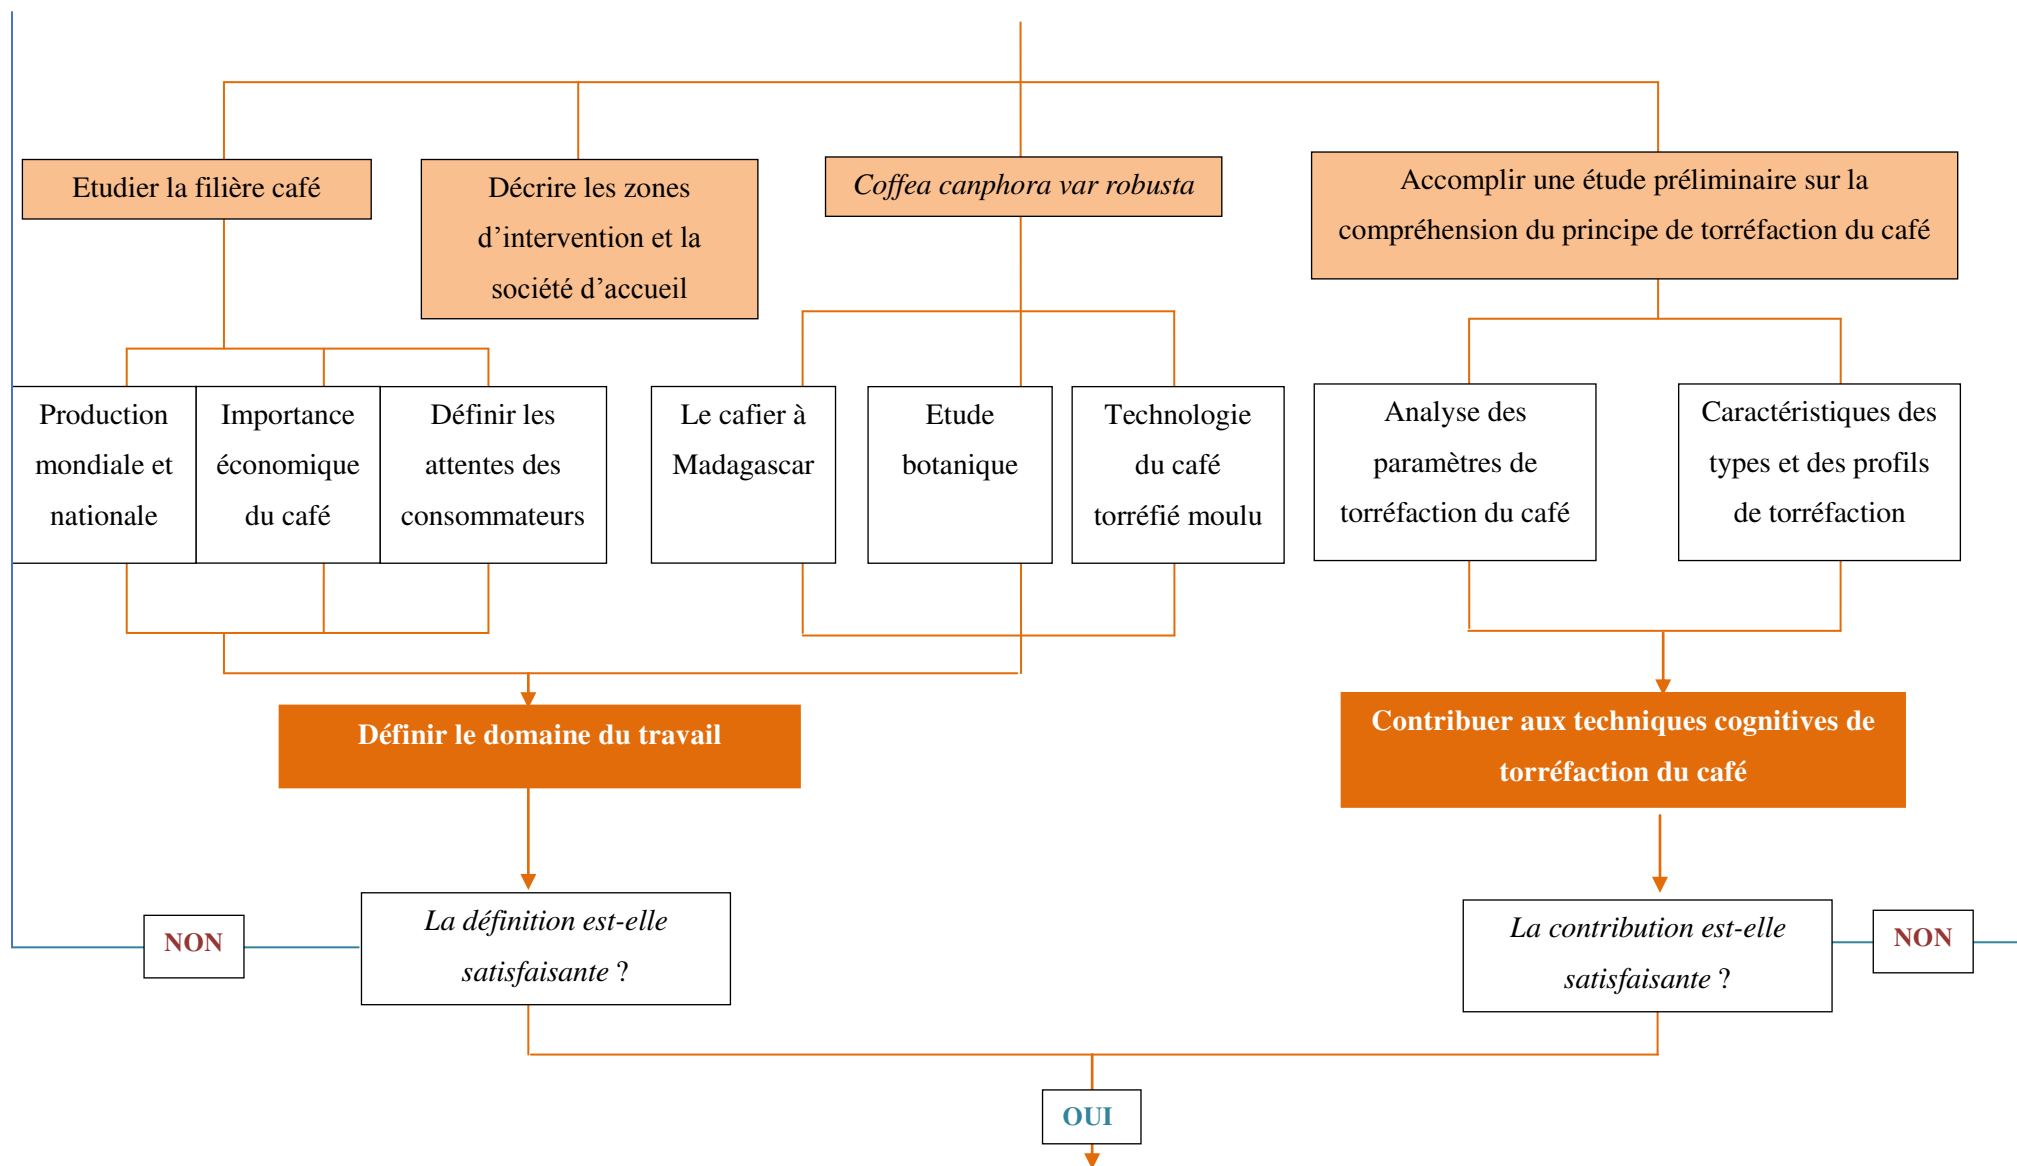 Etudier la filière café
Décrire les zones
d’intervention et la
société d’accueil
Coffea canphora var robusta
Accomplir une étude préliminaire sur la
compréhension du principe de torréfaction du café
Production
mondiale et
nationale
Importance
économique
du café
Définir les
attentes des
consommateurs
Le cafier à
Madagascar
Etude
botanique
Technologie
du café
torréfié moulu
Analyse des
paramètres de
torréfaction du café
Caractéristiques des
types et des profils
de torréfaction
Définir le domaine du travail
Contribuer aux techniques cognitives de
torréfaction du café
NON
La définition est-elle
satisfaisante ?
La contribution est-elle
satisfaisante ?
NON
OUI